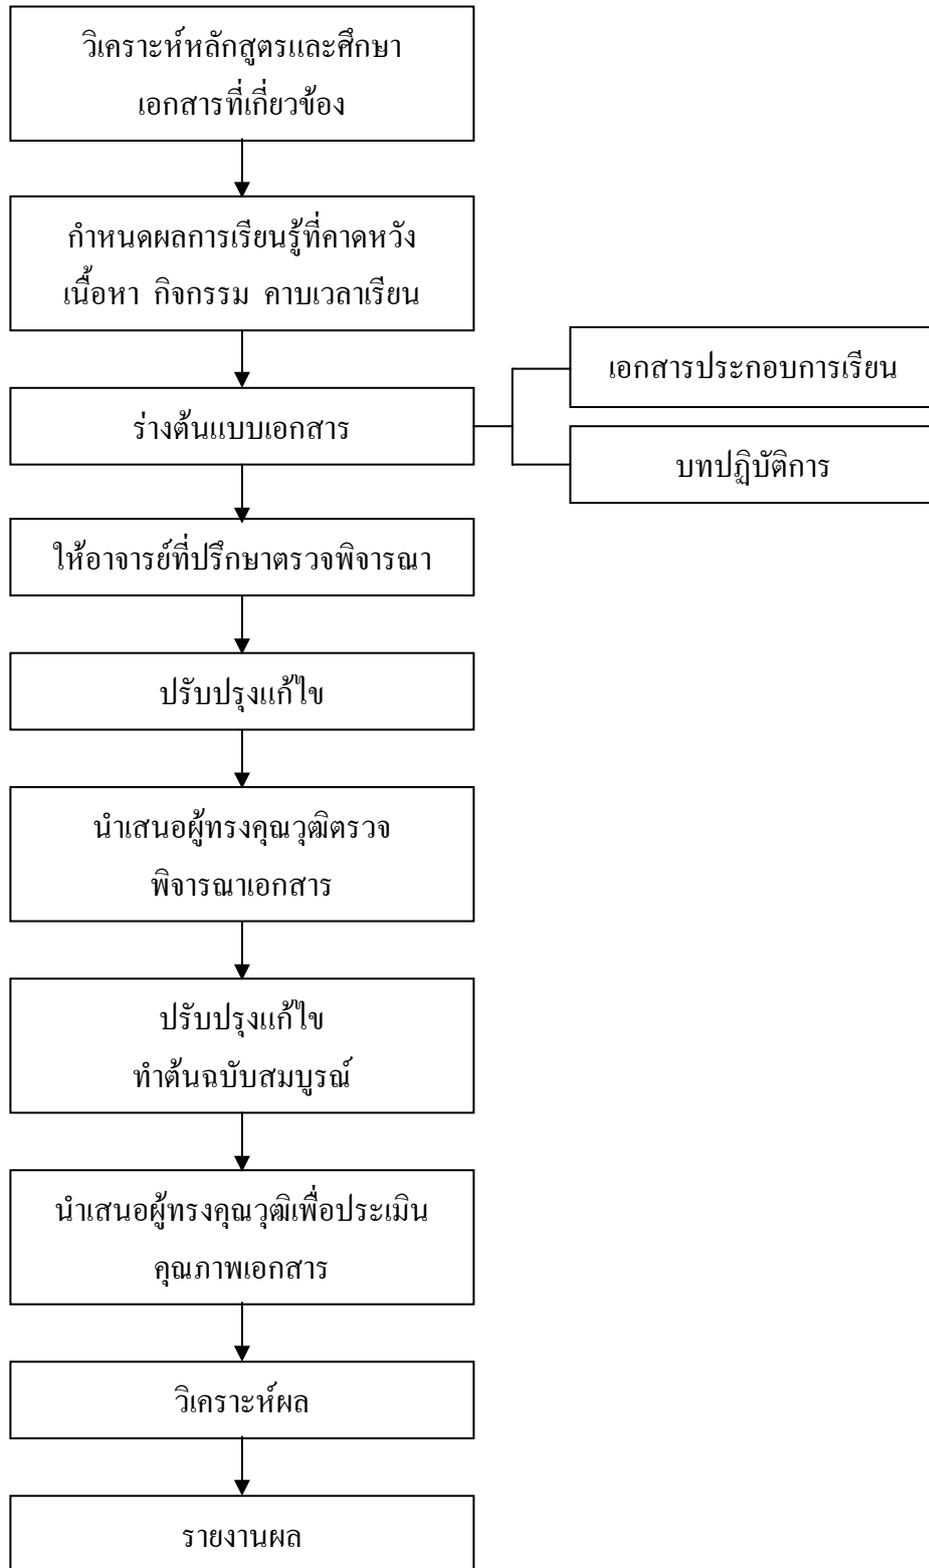 วิเคราะห์หลักสูตรและศึกษา
เอกสารที่เกี่ยวข้อง
กำหนดผลการเรียนรู้ที่คาดหวัง
เนื้อหา กิจกรรม คาบเวลาเรียน
ร่างต้นแบบเอกสาร
เอกสารประกอบการเรียน
บทปฏิบัติการ
ให้อาจารย์ที่ปรึกษาตรวจพิจารณา
ปรับปรุงแก้ไข
นำเสนอผู้ทรงคุณวุฒิตรวจ
พิจารณาเอกสาร
ปรับปรุงแก้ไข
ทำต้นฉบับสมบูรณ์
นำเสนอผู้ทรงคุณวุฒิเพื่อประเมิน
คุณภาพเอกสาร
วิเคราะห์ผล
รายงานผล